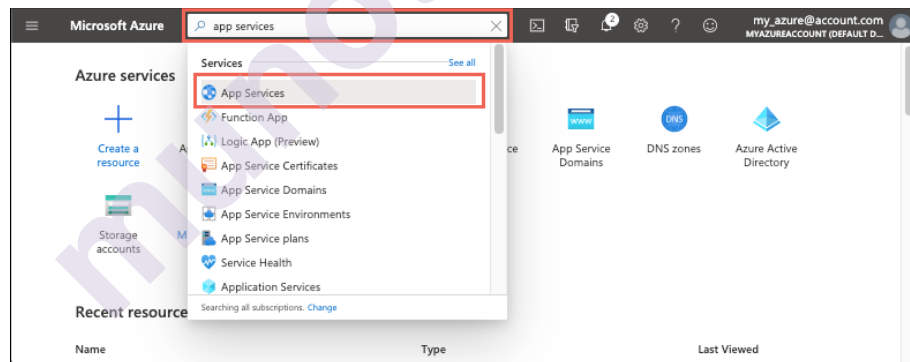 Microsoft Azure
app services
2
my_azure@account.com
MYAZUREACCOUNT (DEFAULT D...
Azure services
Services
See all
App Services
Function App
Logic App (Preview)
App Service Certificates
App Service Domains
App Service Environments
App Service plans
Service Health
Application Services
Searching all subscriptions. Change
Create a
resource
A
ce
App Service
Domains
DNS zones
Azure Active
Directory
www
DNS
Storage
accounts
M
Recent resource
Name
Type
Last Viewed